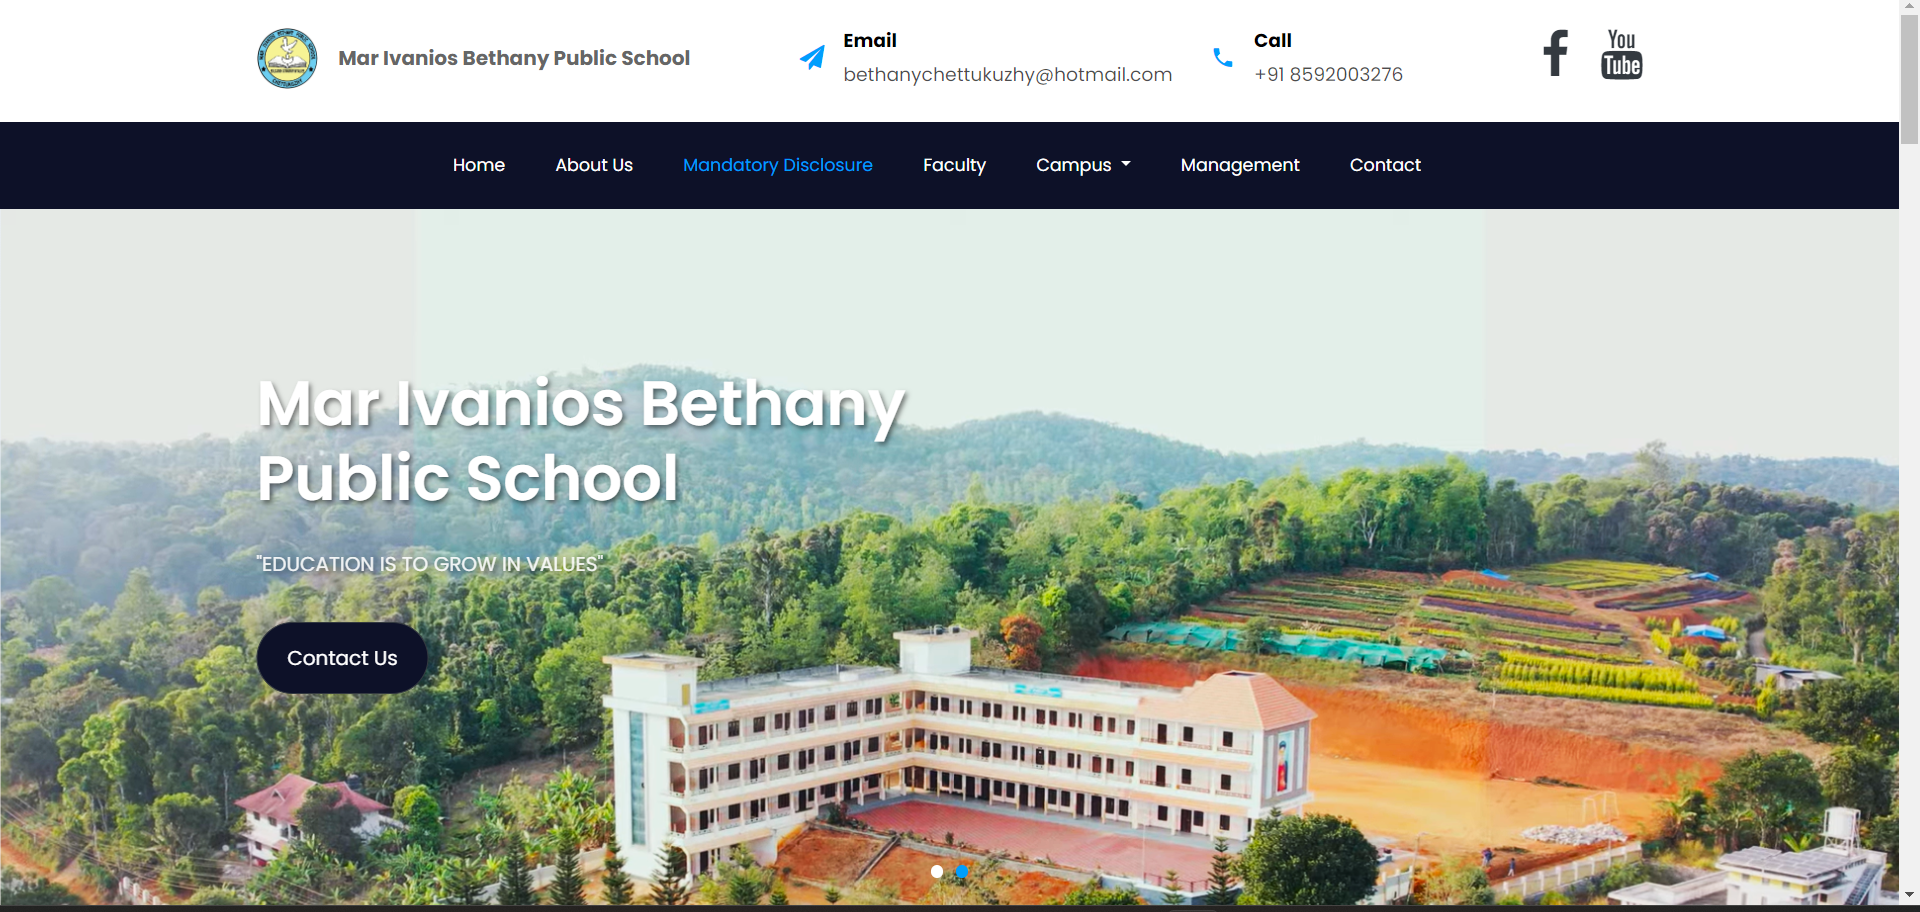 Mar Ivanios Bethany Public School
Email
bethanychettukuzhy@hotmail.com
Call
+91 8592003276
You
Tube
Home
About Us
Mandatory Disclosure
Faculty
Campus
Management
Contact
Mar Ivanios Bethany
Public School
"EDUCATION IS TO GROW IN VALUES"
Contact Us